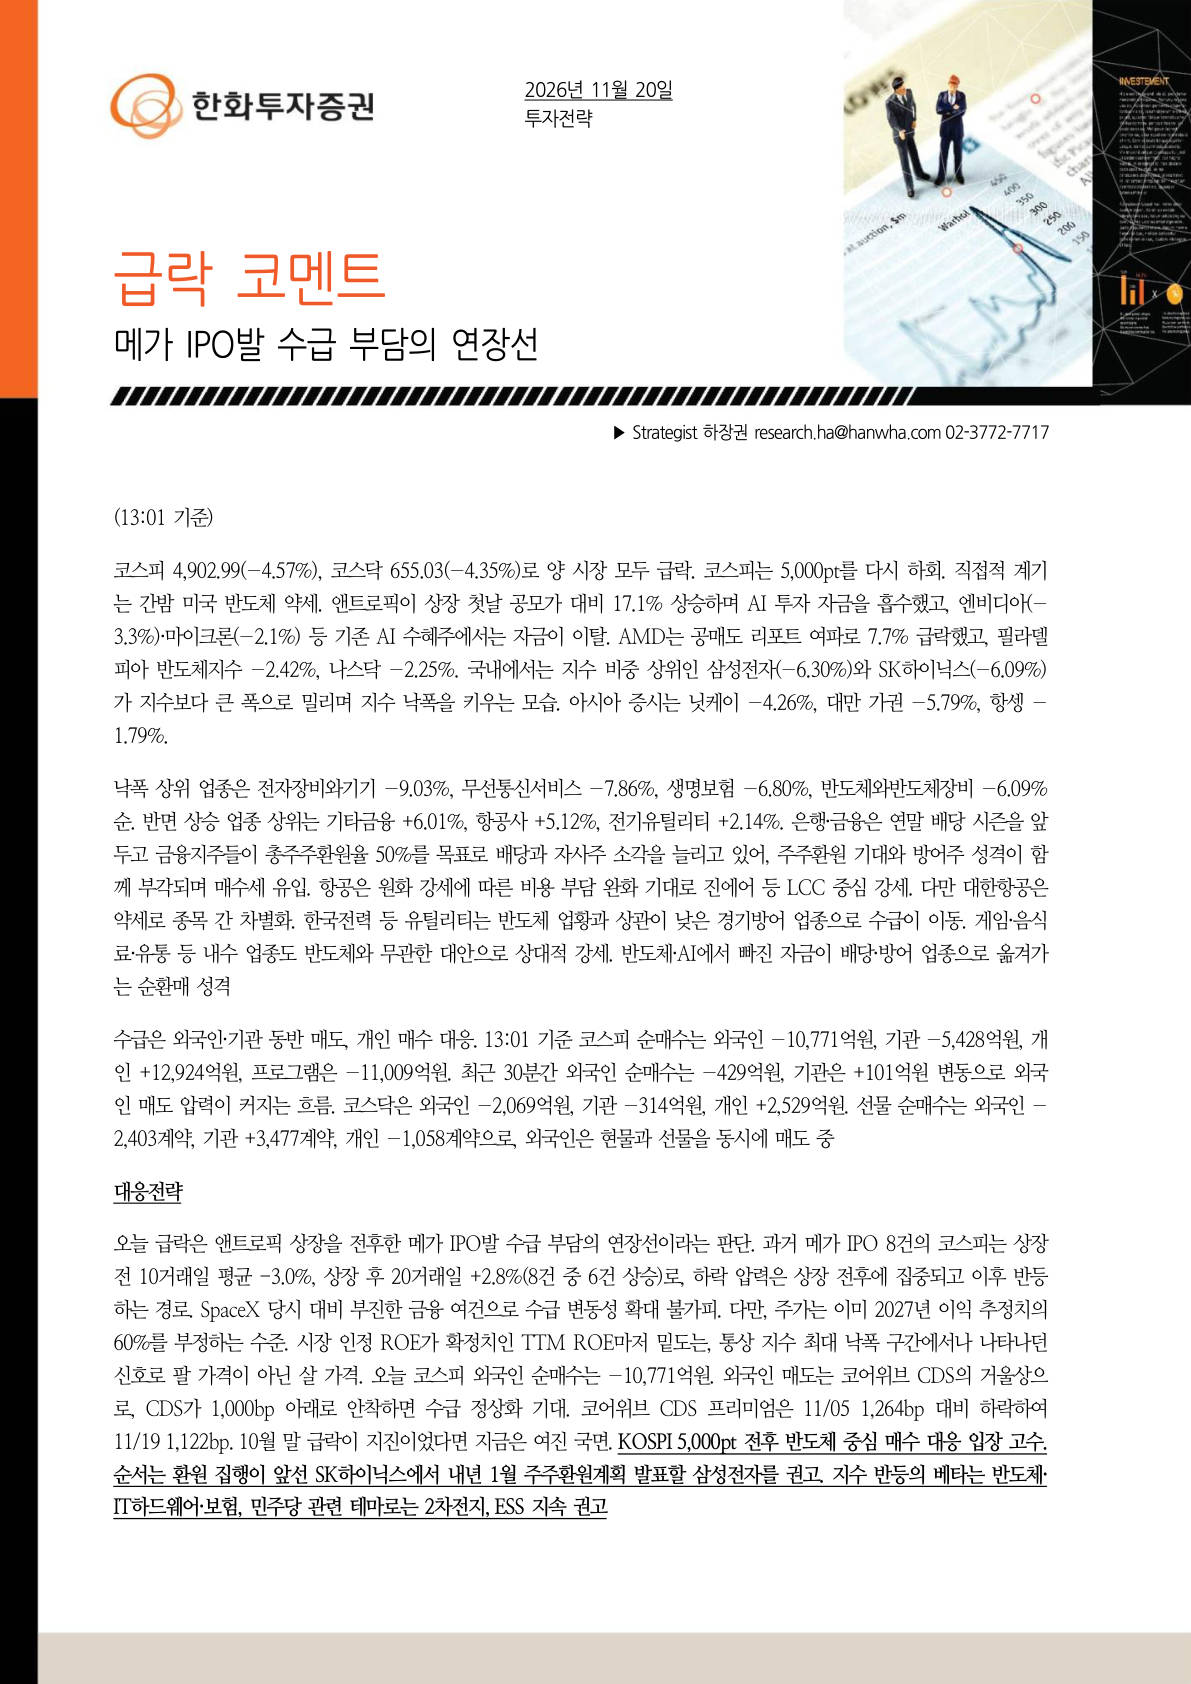 한화투자증권
2026년 11월 20일
투자전략
INVESTEMENT
at auction, $m
Warhol
450
400
350
300
250
200
150
급락 코멘트
메가 IPO발 수급 부담의 연장선
▶ Strategist 하장권 research.ha@hanwha.com 02-3772-7717
(13:01 기준)
코스피 4,902.99(−4.57%), 코스닥 655.03(−4.35%)로 양 시장 모두 급락. 코스피는 5,000pt를 다시 하회. 직접적 계기
는 간밤 미국 반도체 약세. 앤트로픽이 상장 첫날 공모가 대비 17.1% 상승하며 AI 투자 자금을 흡수했고, 엔비디아(−
3.3%)·마이크론(−2.1%) 등 기존 AI 수혜주에서는 자금이 이탈. AMD는 공매도 리포트 여파로 7.7% 급락했고, 필라델
피아 반도체지수 −2.42%, 나스닥 −2.25%. 국내에서는 지수 비중 상위인 삼성전자(−6.30%)와 SK하이닉스(−6.09%)
가 지수보다 큰 폭으로 밀리며 지수 낙폭을 키우는 모습. 아시아 증시는 닛케이 −4.26%, 대만 가권 −5.79%, 항셍 −
1.79%.
낙폭 상위 업종은 전자장비와기기 −9.03%, 무선통신서비스 −7.86%, 생명보험 −6.80%, 반도체와반도체장비 −6.09%
순. 반면 상승 업종 상위는 기타금융 +6.01%, 항공사 +5.12%, 전기유틸리티 +2.14%. 은행·금융은 연말 배당 시즌을 앞
두고 금융지주들이 총주주환원율 50%를 목표로 배당과 자사주 소각을 늘리고 있어, 주주환원 기대와 방어주 성격이 함
께 부각되며 매수세 유입. 항공은 원화 강세에 따른 비용 부담 완화 기대로 진에어 등 LCC 중심 강세. 다만 대한항공은
약세로 종목 간 차별화. 한국전력 등 유틸리티는 반도체 업황과 상관이 낮은 경기방어 업종으로 수급이 이동. 게임·음식
료·유통 등 내수 업종도 반도체와 무관한 대안으로 상대적 강세. 반도체·AI에서 빠진 자금이 배당·방어 업종으로 옮겨가
는 순환매 성격
수급은 외국인·기관 동반 매도, 개인 매수 대응. 13:01 기준 코스피 순매수는 외국인 −10,771억원, 기관 −5,428억원, 개
인 +12,924억원, 프로그램은 −11,009억원. 최근 30분간 외국인 순매수는 −429억원, 기관은 +101억원 변동으로 외국
인 매도 압력이 커지는 흐름. 코스닥은 외국인 −2,069억원, 기관 −314억원, 개인 +2,529억원. 선물 순매수는 외국인 −
2,403계약, 기관 +3,477계약, 개인 −1,058계약으로, 외국인은 현물과 선물을 동시에 매도 중
대응전략
오늘 급락은 앤트로픽 상장을 전후한 메가 IPO발 수급 부담의 연장선이라는 판단. 과거 메가 IPO 8건의 코스피는 상장
전 10거래일 평균 -3.0%, 상장 후 20거래일 +2.8%(8건 중 6건 상승)로, 하락 압력은 상장 전후에 집중되고 이후 반등
하는 경로. SpaceX 당시 대비 부진한 금융 여건으로 수급 변동성 확대 불가피. 다만, 주가는 이미 2027년 이익 추정치의
60%를 부정하는 수준. 시장 인정 ROE가 확정치인 TTM ROE마저 밑도는, 통상 지수 최대 낙폭 구간에서나 나타나던
신호로 팔 가격이 아닌 살 가격. 오늘 코스피 외국인 순매수는 −10,771억원. 외국인 매도는 코어위브 CDS의 거울상으
로, CDS가 1,000bp 아래로 안착하면 수급 정상화 기대. 코어위브 CDS 프리미엄은 11/05 1,264bp 대비 하락하여
11/19 1,122bp. 10월 말 급락이 지진이었다면 지금은 여진 국면. KOSPI 5,000pt 전후 반도체 중심 매수 대응 입장 고수.
순서는 환원 집행이 앞선 SK하이닉스에서 내년 1월 주주환원계획 발표할 삼성전자를 권고. 지수 반등의 베타는 반도체·
IT하드웨어·보험, 민주당 관련 테마로는 2차전지, ESS 지속 권고